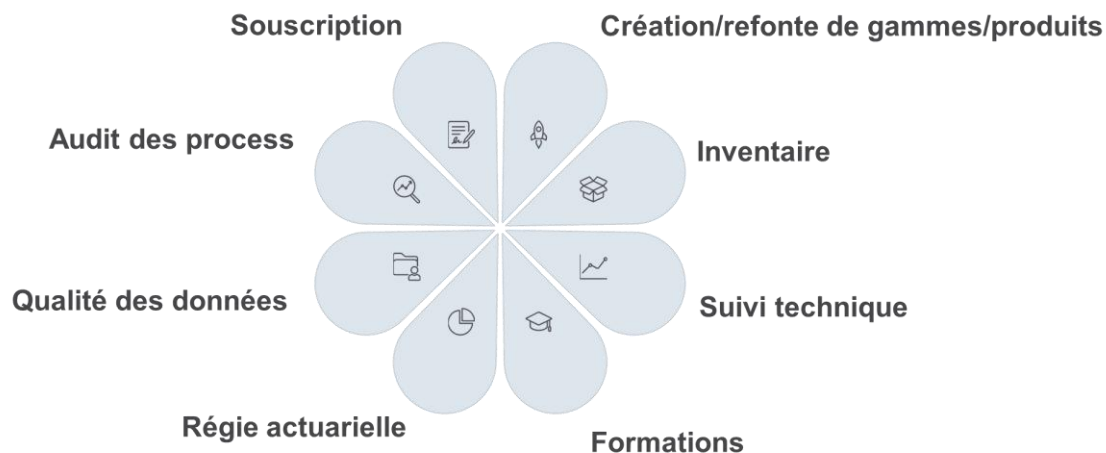 Souscription
Création/refonte de gammes/produits
Audit des process
Inventaire
Qualité des données
Suivi technique
Régie actuarielle
Formations